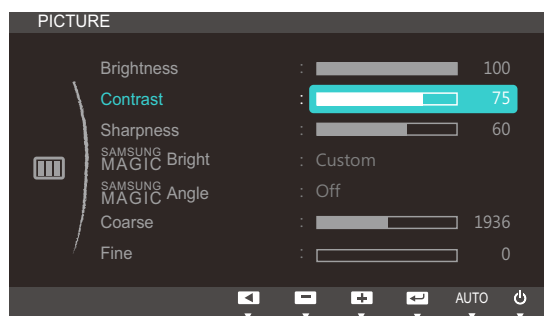 PICTURE
Brightness : 100
Contrast : 75
Sharpness : 60
SAMSUNG MAGIC Bright : Custom
SAMSUNG MAGIC Angle : Off
Coarse : 1936
Fine : 0
AUTO